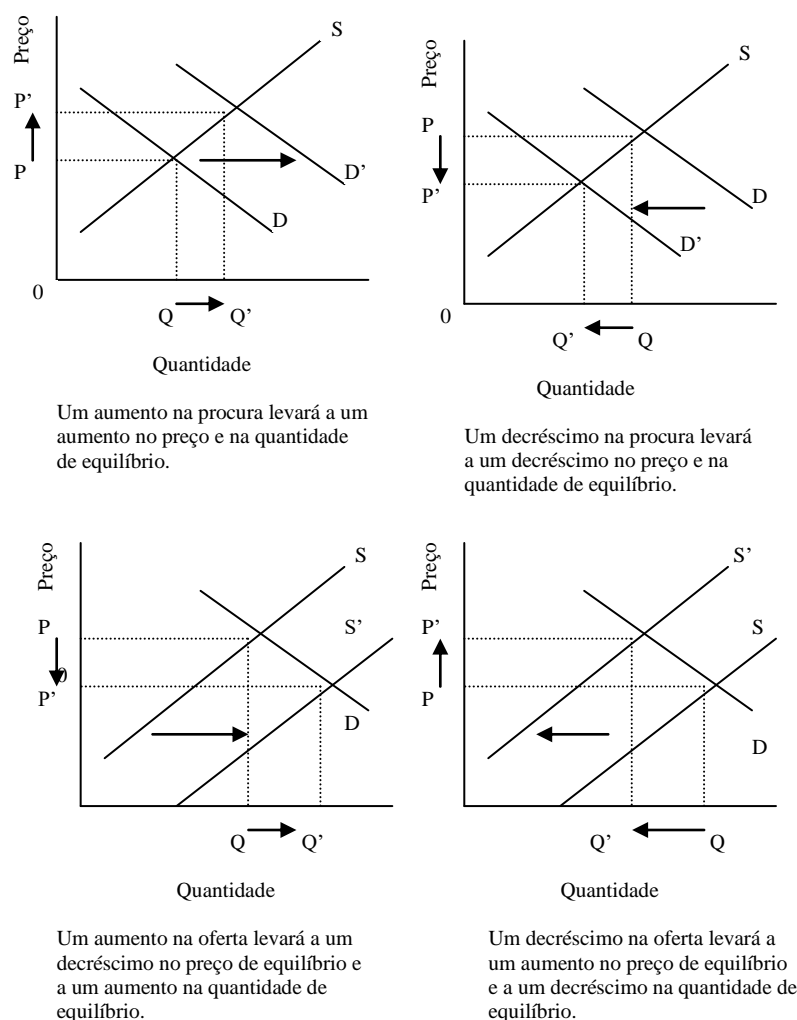 Preço
S
P’
P
D’
D
0
Q
Q’
Quantidade
Um aumento na procura levará a um
aumento no preço e na quantidade
de equilíbrio.
Preço
S
P
P’
D
D’
0
Q’
Q
Quantidade
Um decréscimo na procura levará
a um decréscimo no preço e na
quantidade de equilíbrio.
Preço
S
P
S’
0
P’
D
Q
Q’
Quantidade
Um aumento na oferta levará a um
decréscimo no preço de equilíbrio e
a um aumento na quantidade de
equilíbrio.
Preço
S’
P’
S
P
D
Q’
Q
Quantidade
Um decréscimo na oferta levará a
um aumento no preço de equilíbrio
e a um decréscimo na quantidade de
equilíbrio.